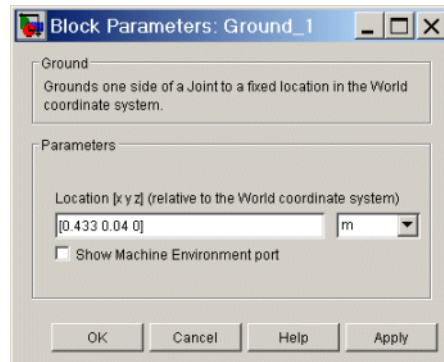 Block Parameters: Ground_1
Ground
Grounds one side of a Joint to a fixed location in the World
coordinate system.
Parameters
Location [x y z] (relative to the World coordinate system)
[0.433 0.04 0] m
Show Machine Environment port
OK Cancel Help Apply